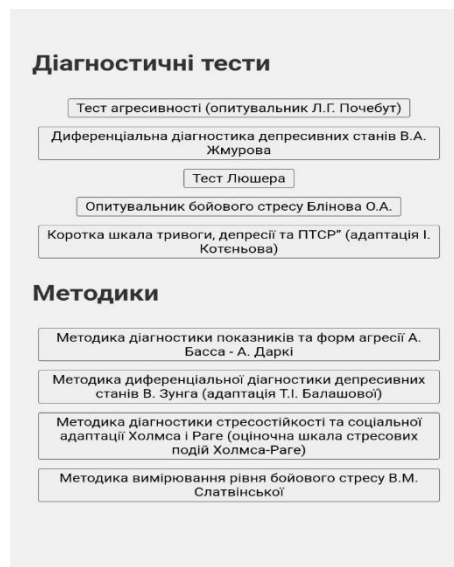 Діагностичні тести
Тест агресивності (опитувальник Л.Г. Почебут)
Диференціальна діагностика депресивних станів В.А.
Жмурова
Тест Люшера
Опитувальник бойового стресу Блінова О.А.
Коротка шкала тривоги, депресії та ПТСР” (адаптація І.
Котєньова)
Методики
Методика діагностики показників та форм агресії А.
Басса - А. Даркі
Методика диференціальної діагностики депресивних
станів В. Зунга (адаптація Т.І. Балашової)
Методика діагностики стресостійкості та соціальної
адаптації Холмса і Раге (оціночна шкала стресових
подій Холмса-Раге)
Методика вимірювання рівня бойового стресу В.М.
Слатвінської